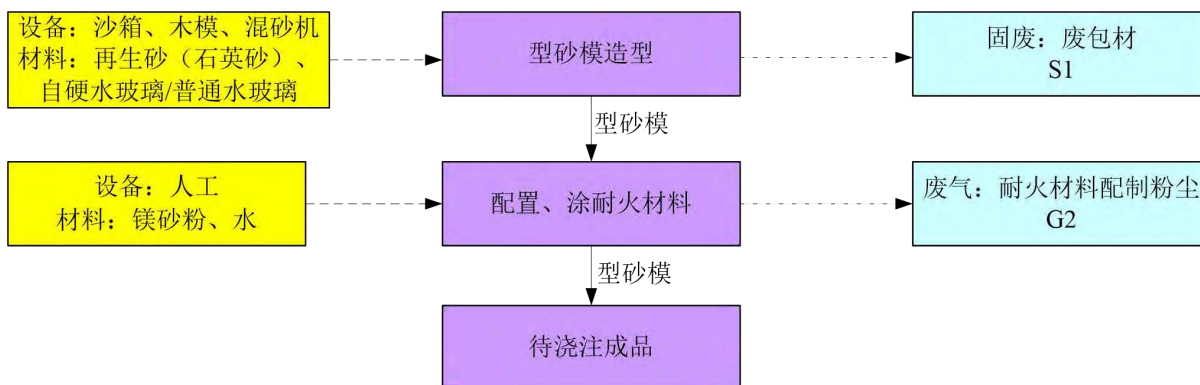 设备：沙箱、木模、混砂机
材料：再生砂（石英砂）、
自硬水玻璃/普通水玻璃
型砂模造型
固废：废包材
S1
型砂模
设备：人工
材料：镁砂粉、水
配置、涂耐火材料
废气：耐火材料配制粉尘
G2
型砂模
待浇注成品